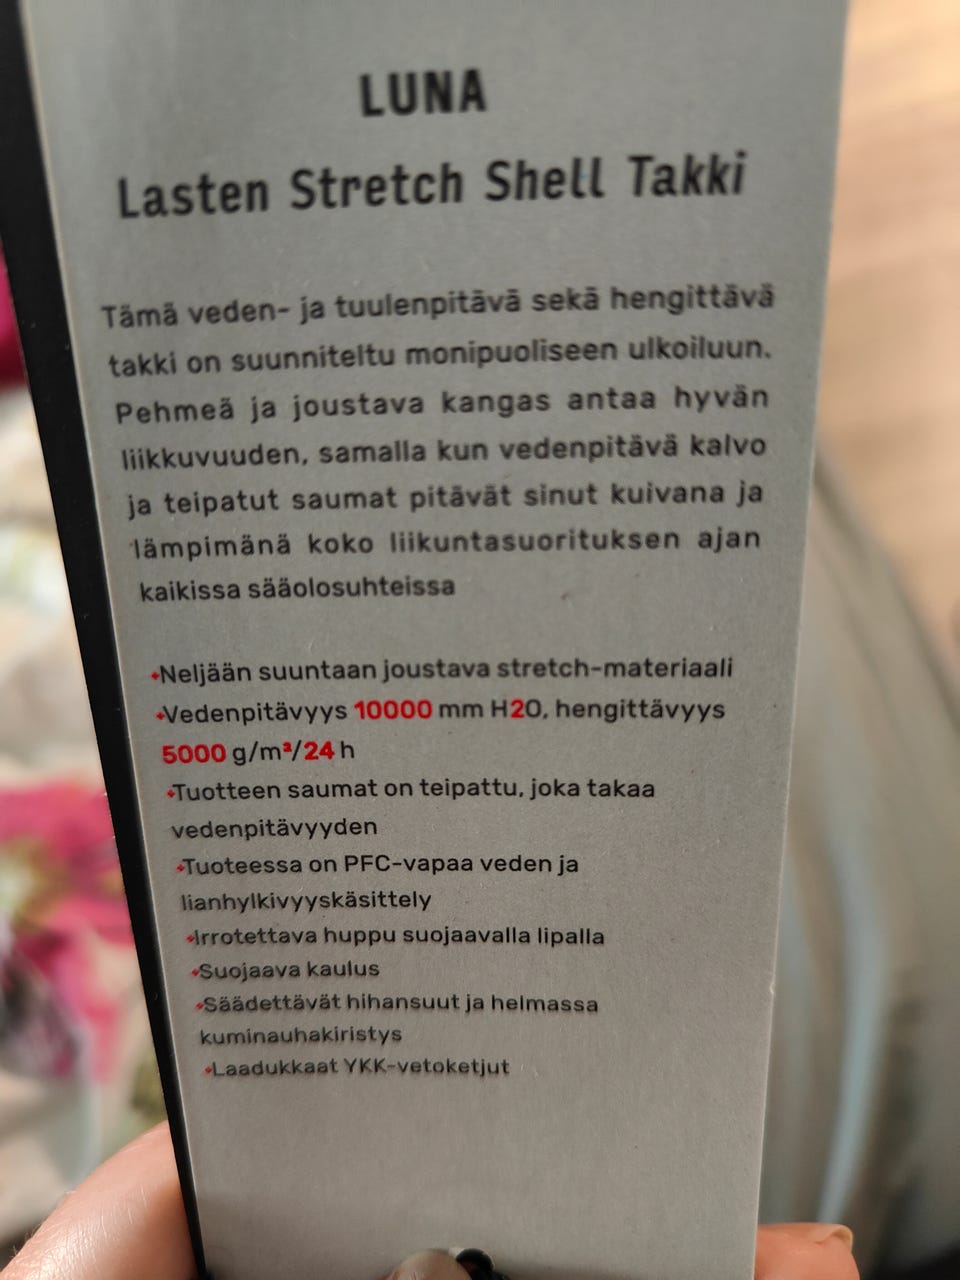 LUNA
Lasten Stretch Shell Takki
Tämä veden- ja tuulenpitävä sekä hengittävä
takki on suunniteltu monipuoliseen ulkoiluun.
Pehmeä ja joustava kangas antaa hyvän
liikkuvuuden, samalla kun vedenpitävä kalvo
ja teipatut saumat pitävät sinut kuivana ja
lämpimänä koko liikuntasuorituksen ajan
kaikissa sääolosuhteissa
Neljään suuntaan joustava stretch-materiaali
Vedenpitävyys 10000 mm H2O, hengittävyys
5000 g/m²/24 h
Tuotteen saumat on teipattu, joka takaa
vedenpitävyyden
Tuoteessa on PFC-vapaa veden ja
lianhylkivyyskäsittely
Irrotettava huppu suojaavalla lipalla
Suojaava kaulus
Säädettävät hihansuut ja helmassa
kuminauhakiristys
Laadukkaat YKK-vetoketjut